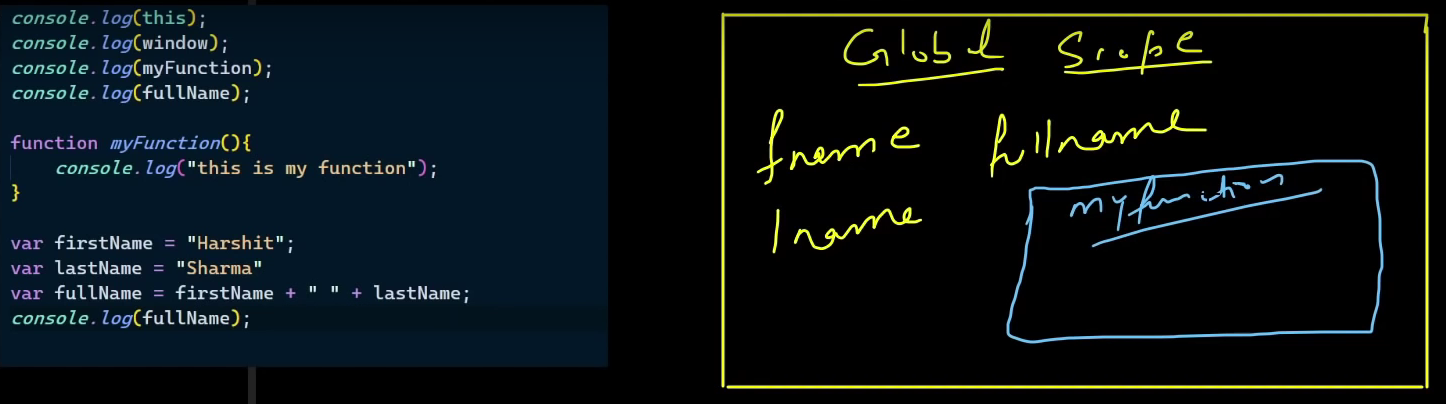 console.log(this);
console.log(window);
console.log(myFunction);
console.log(fullName);
function myFunction(){
console.log("this is my function");
}
var firstName = "Harshit";
var lastName = "Sharma"
var fullName = firstName + " " + lastName;
console.log(fullName);
Global Scope
fname fullname
myfunction
lname